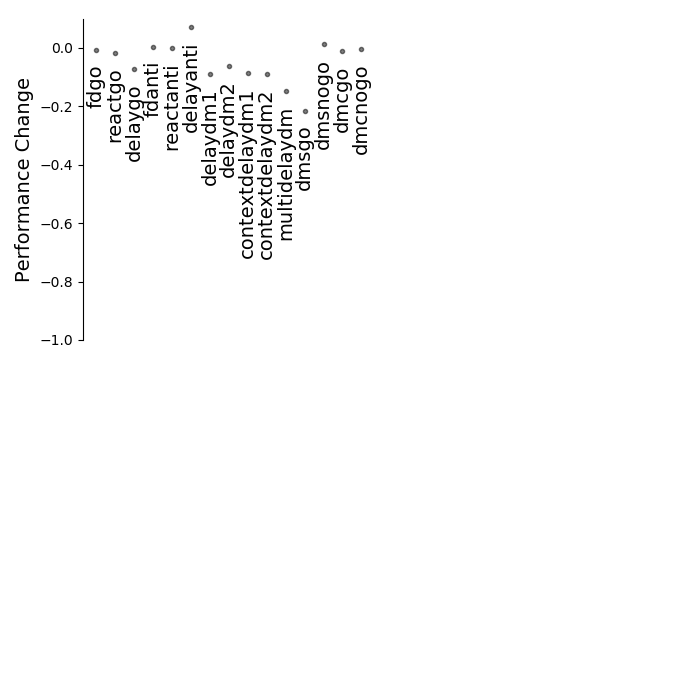 Performance Change
0.0
−0.2
−0.4
−0.6
−0.8
−1.0
fdgo
reactgo
delaygo
fdanti
reactanti
delayanti
delaydm1
delaydm2
contextdelaydm1
contextdelaydm2
multidelaydm
dmsgo
dmsnogo
dmcgo
dmcnogo